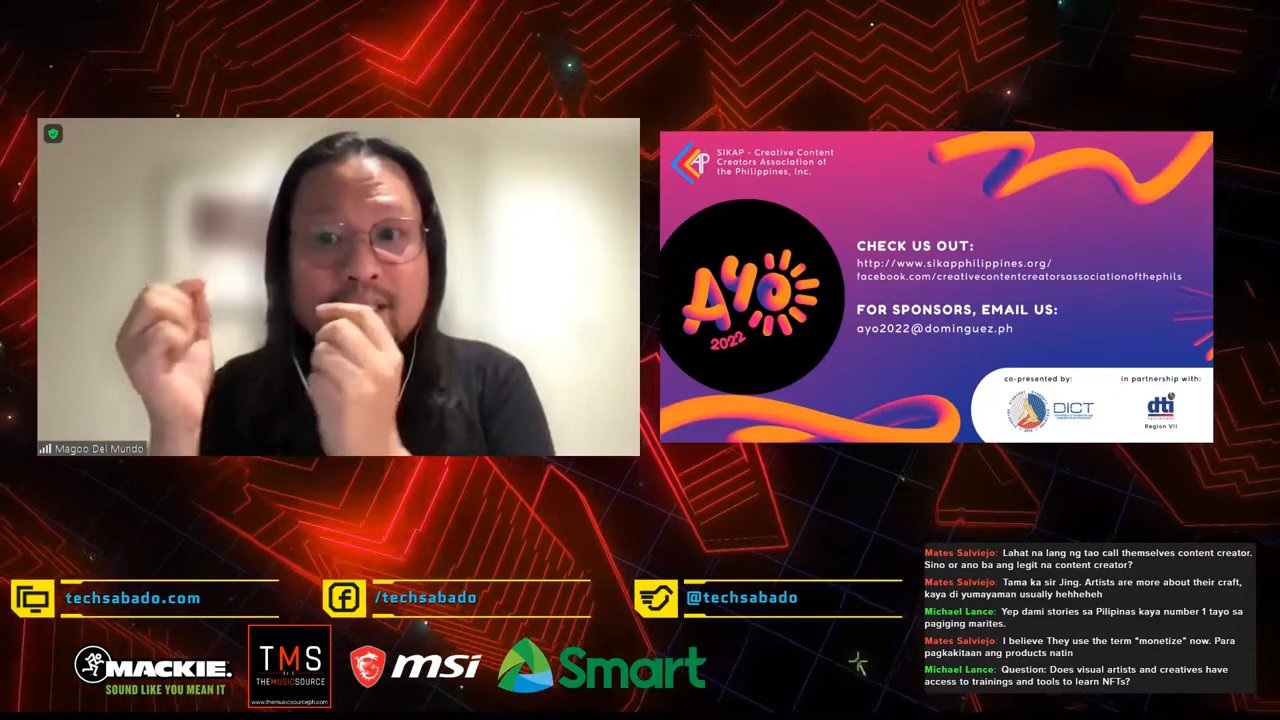 Magoo Del Mundo
AP
SIKAP - Creative Content
Creators Association of
the Philippines, Inc.
AYO
2022
CHECK US OUT:
http://www.sikapphilippines.org/
facebook.com/creativecontentcreatorsassociationofthephils
FOR SPONSORS, EMAIL US:
ayo2022@dominguez.ph
co-presented by:
in partnership with:
DICT
dti
PHILIPPINES
Region VII
techsabado.com
/techsabado
@techsabado
MACKIE.
SOUND LIKE YOU MEAN IT
TMS
THEMUSICSOURCE
www.themusicsourceph.com
msi
Smart
Mates Salviejo: Lahat na lang ng tao call themselves content creator.
Sino or ano ba ang legit na content creator?
Mates Salviejo: Tama ka sir Jing. Artists are more about their craft,
kaya di yumayaman usually hehheheh
Michael Lance: Yep dami stories sa Pilipinas kaya number 1 tayo sa
pagiging marites.
Mates Salviejo: I believe They use the term "monetize" now. Para
pagkakitaan ang products natin
Michael Lance: Question: Does visual artists and creatives have
access to trainings and tools to learn NFTs?